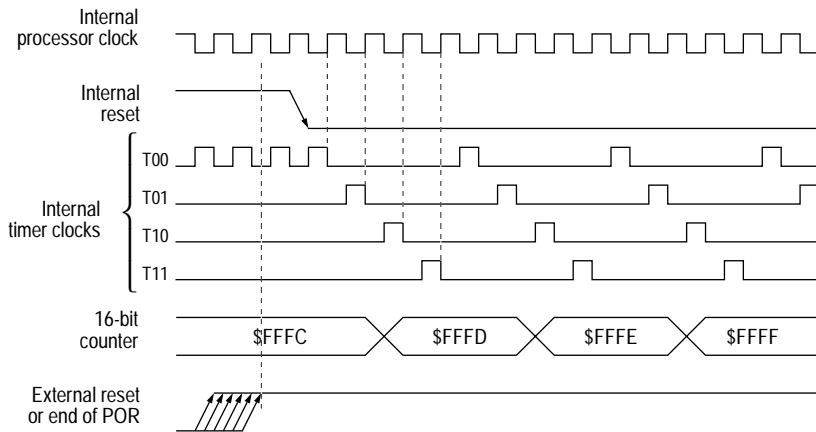 Internal
processor clock
Internal
reset
Internal
timer clocks
T00
T01
T10
T11
16-bit
counter
$FFFC
$FFFD
$FFFE
$FFFF
External reset
or end of POR